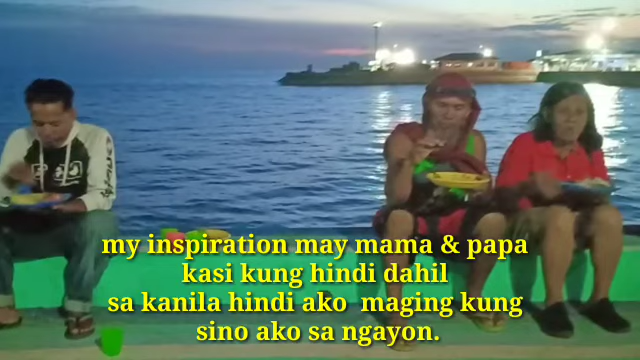 my inspiration may mama & papa
kasi kung hindi dahil
sa kanila hindi ako  maging kung
sino ako sa ngayon.